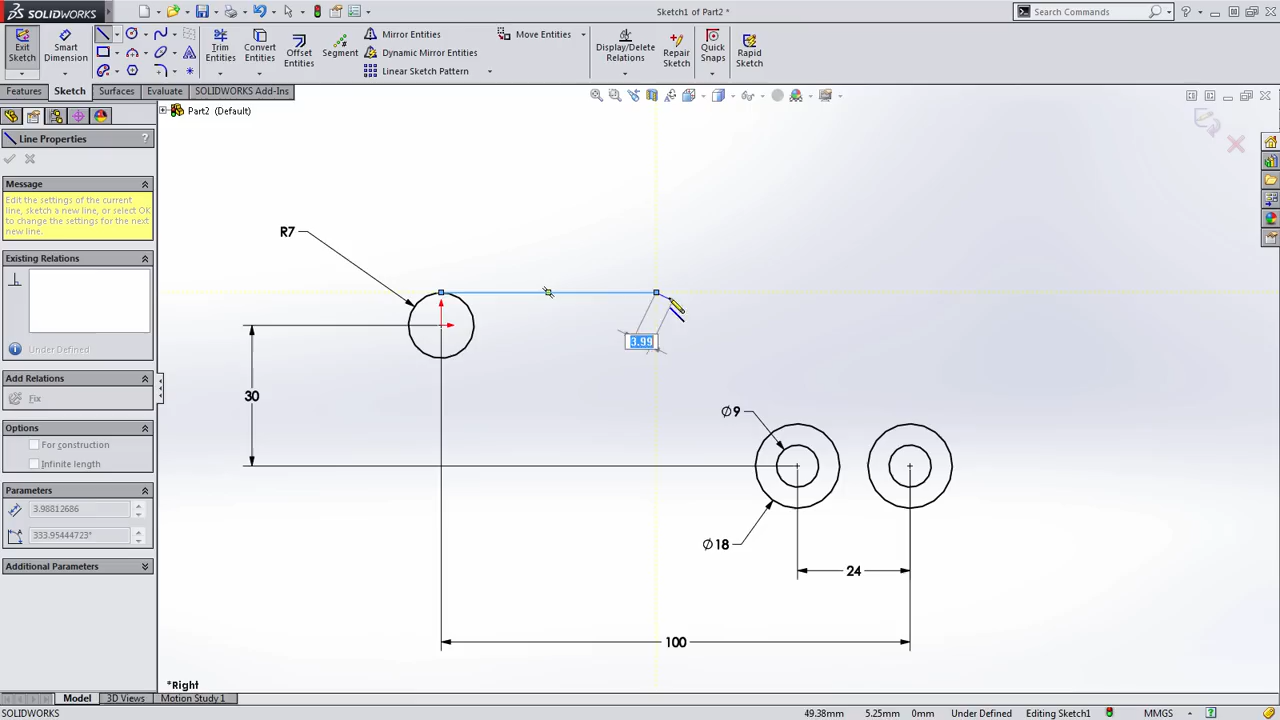 SOLIDWORKS
Sketch1 of Part2 *
Search Commands
?
Exit Sketch
Smart Dimension
Trim Entities
Convert Entities
Offset Entities
Segment
Mirror Entities
Dynamic Mirror Entities
Linear Sketch Pattern
Move Entities
Display/Delete Relations
Repair Sketch
Quick Snaps
Rapid Sketch
Features
Sketch
Surfaces
Evaluate
SOLIDWORKS Add-Ins
Part2 (Default)
Line Properties
?
Message
Edit the settings of the current
line, sketch a new line, or select OK
to change the settings for the next
new line.
Existing Relations
Under Defined
Add Relations
Fix
Options
For construction
Infinite length
Parameters
3.98812686
333.95444723°
Additional Parameters
R7
3.99
30
∅9
∅18
24
100
*Right
Model
3D Views
Motion Study 1
SOLIDWORKS
49.38mm
5.25mm
0mm
Under Defined
Editing Sketch1
MMGS
?